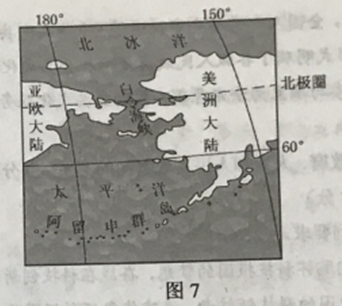 180°
150°
北冰洋
亚欧大陆
白令海峡
美洲大陆
北极圈
60°
太平洋
阿留申群岛
图7